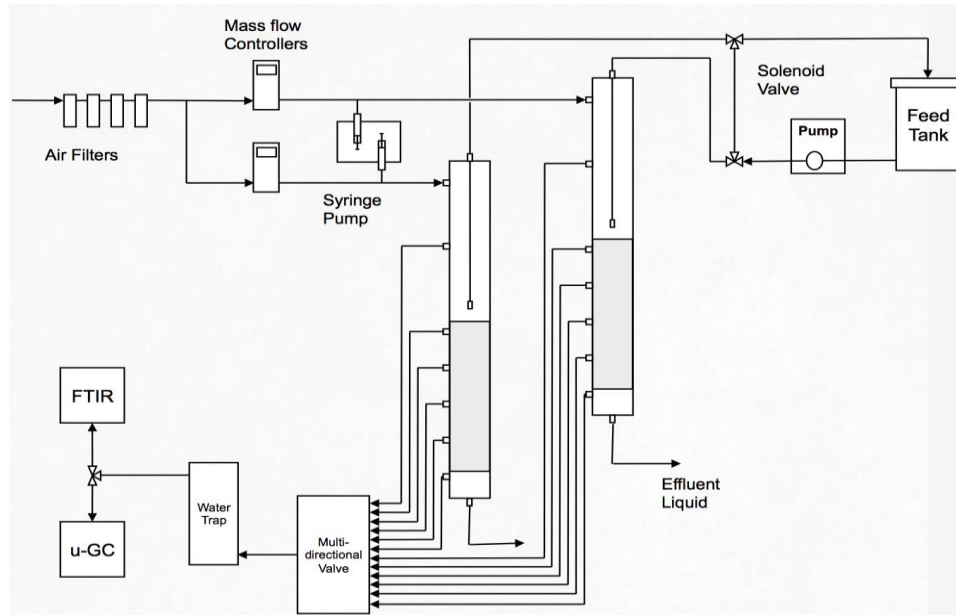 Mass flow
Controllers
Air Filters
Syringe
Pump
Solenoid
Valve
Pump
Feed
Tank
FTIR
u-GC
Water
Trap
Multi-
directional
Valve
Effluent
Liquid